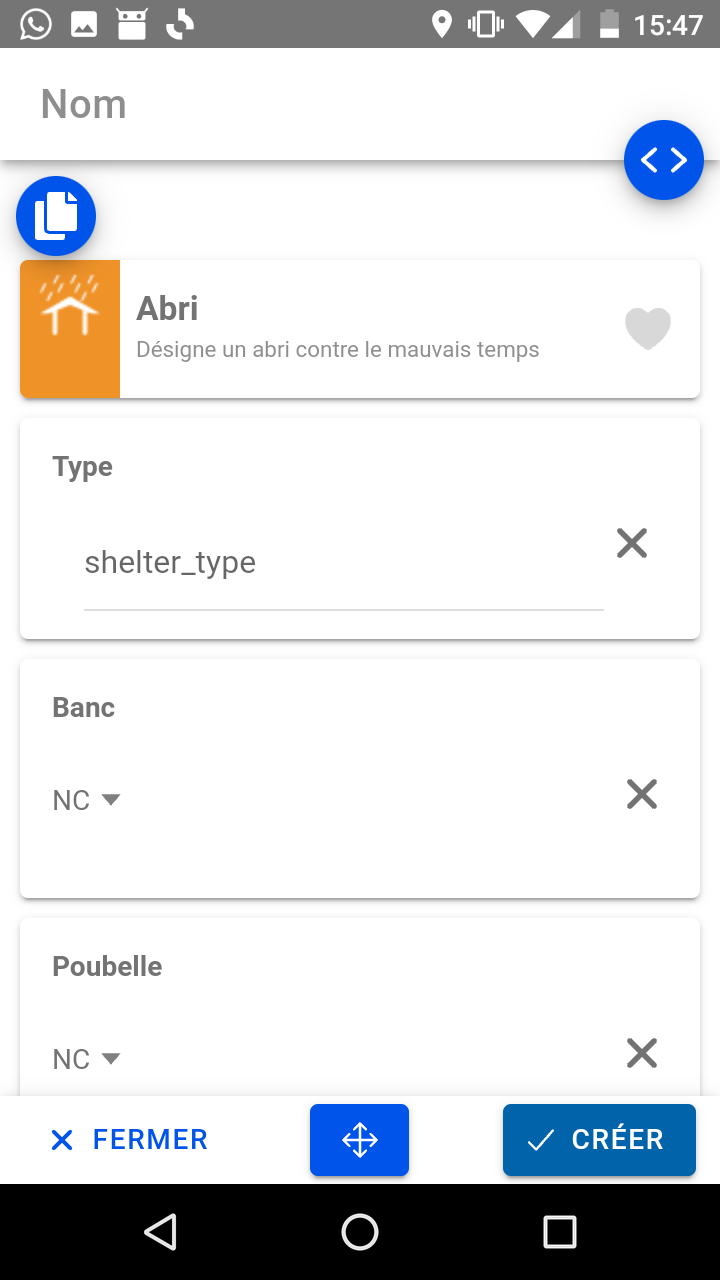 15:47
Nom
Abri
Désigne un abri contre le mauvais temps
Type
shelter_type
Banc
NC
Poubelle
NC
FERMER
CRÉER